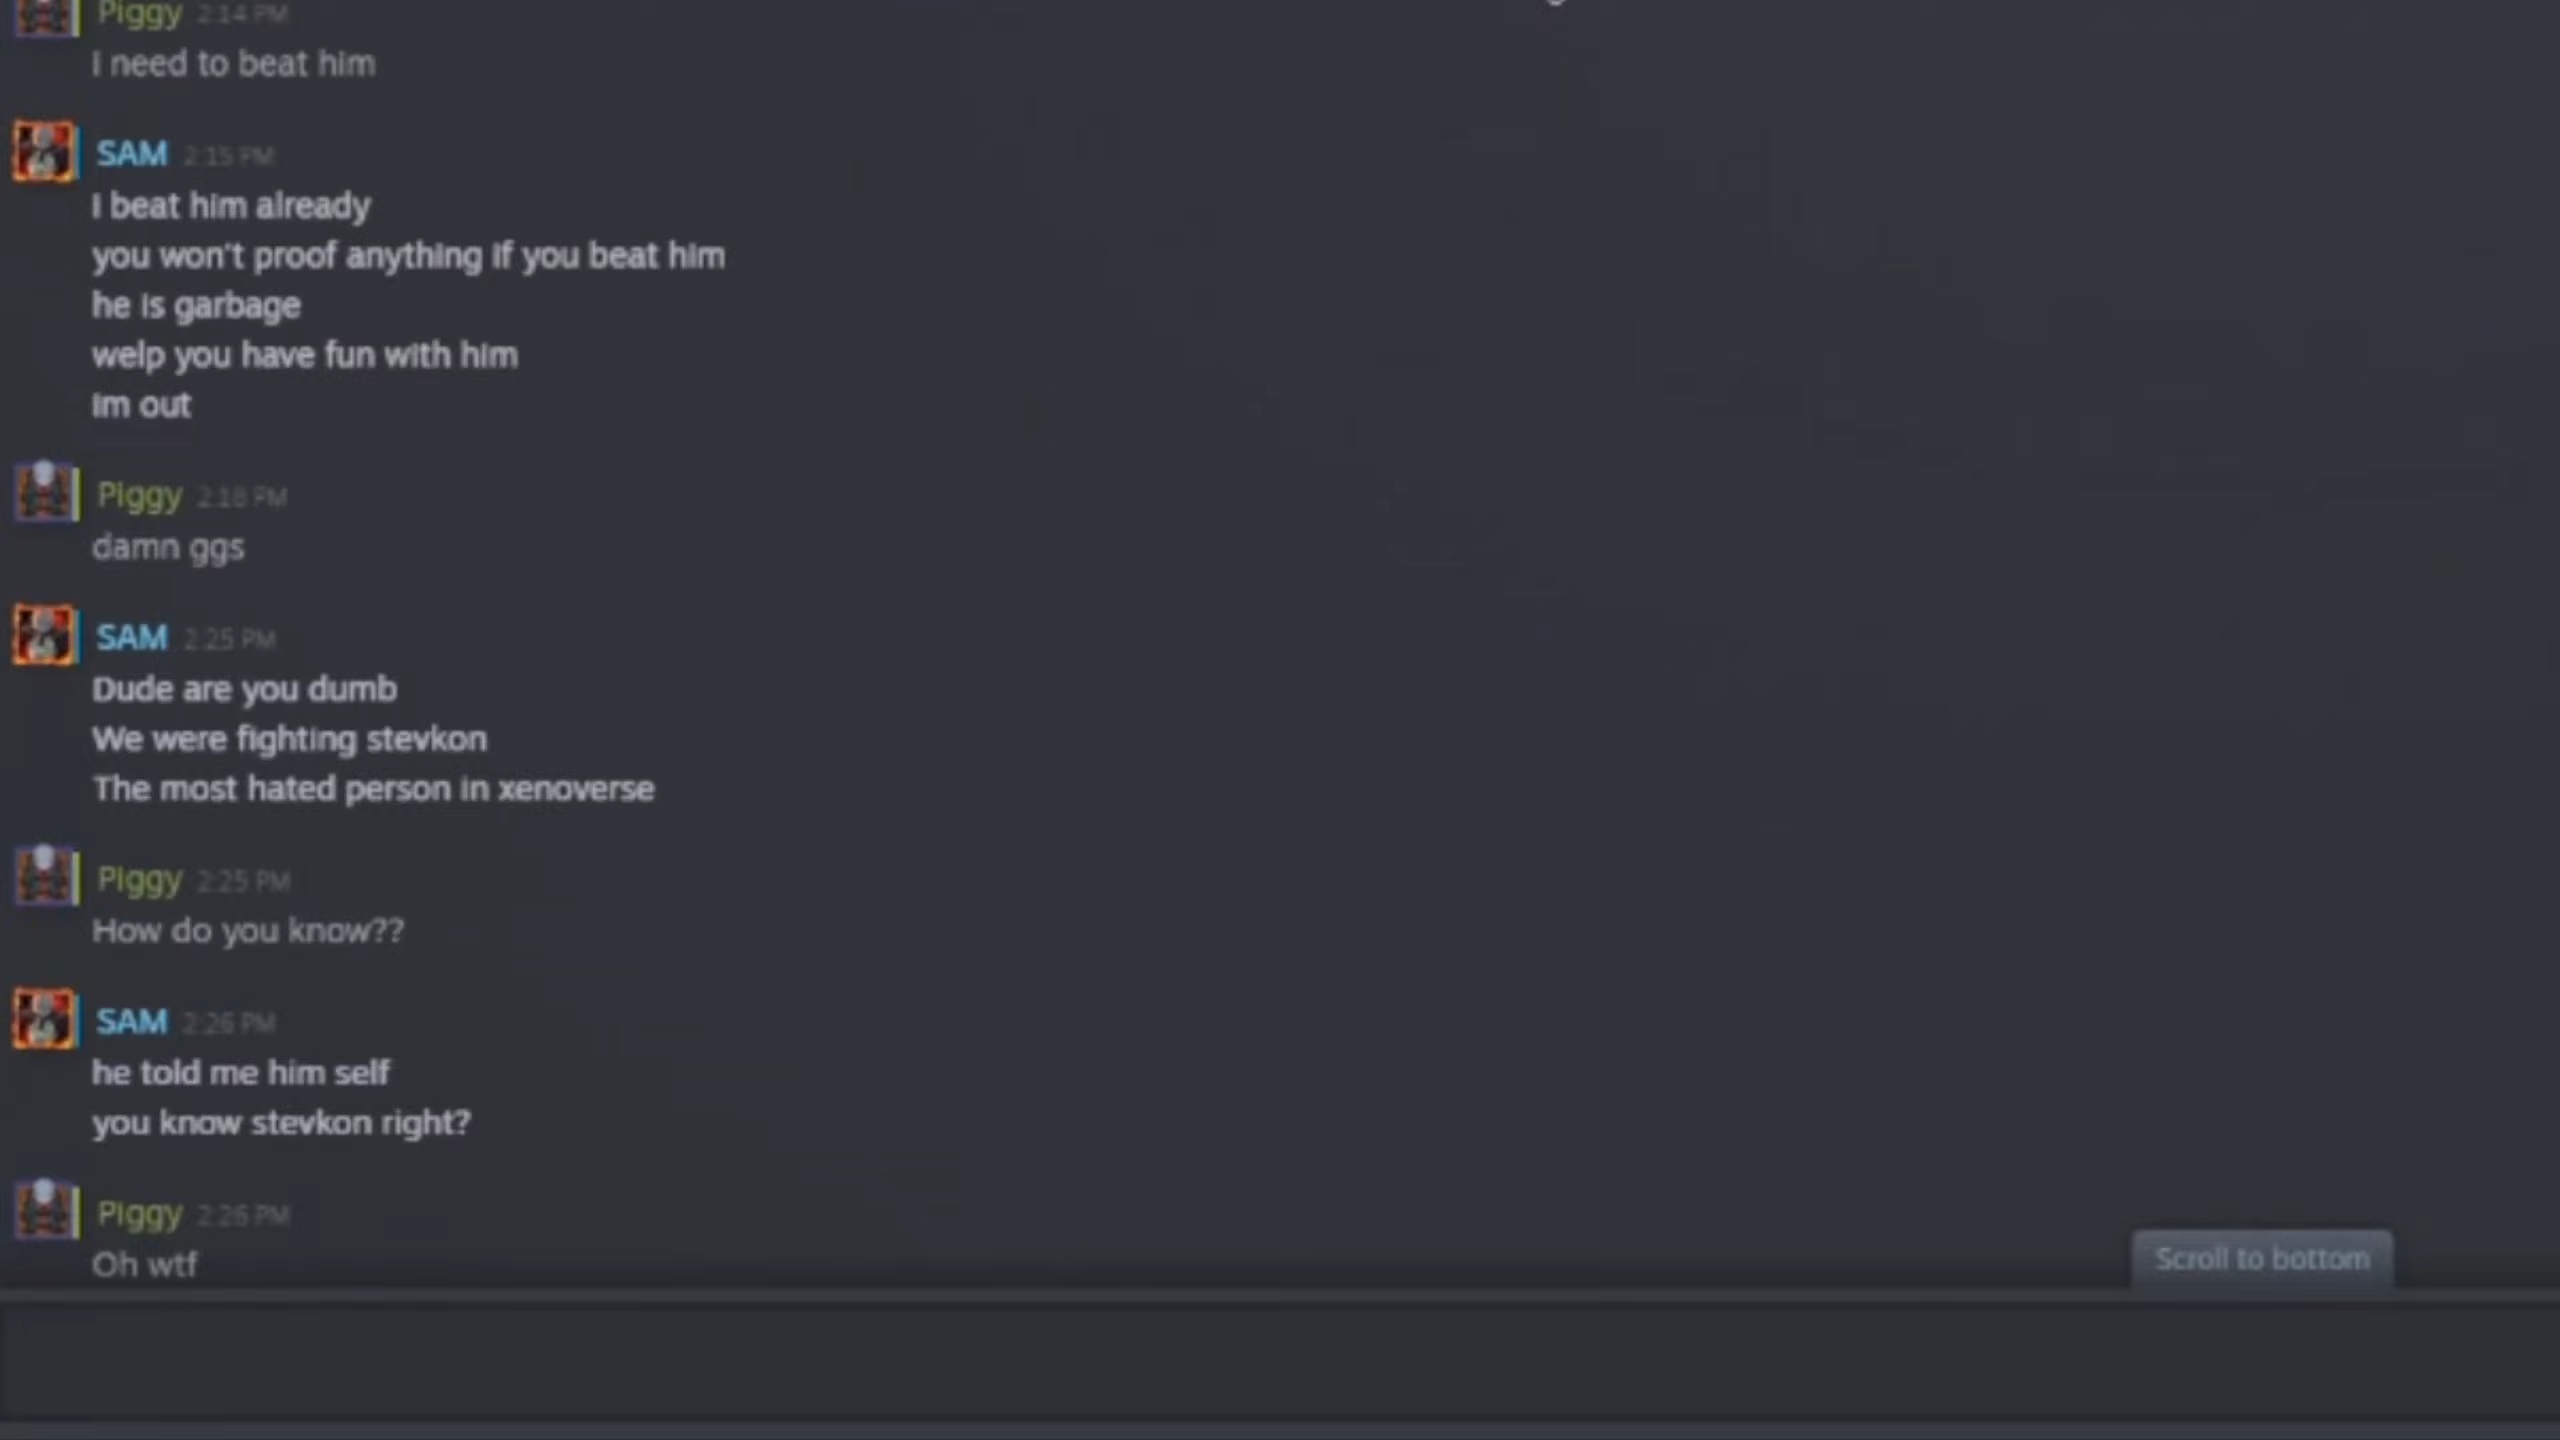 Piggy 2:14 PM
I need to beat him
SAM 2:15 PM
I beat him already
you won't proof anything if you beat him
he is garbage
welp you have fun with him
im out
Piggy 2:18 PM
damn ggs
SAM 2:25 PM
Dude are you dumb
We were fighting stevkon
The most hated person in xenoverse
Piggy 2:25 PM
How do you know??
SAM 2:26 PM
he told me him self
you know stevkon right?
Piggy 2:26 PM
Oh wtf
Scroll to bottom